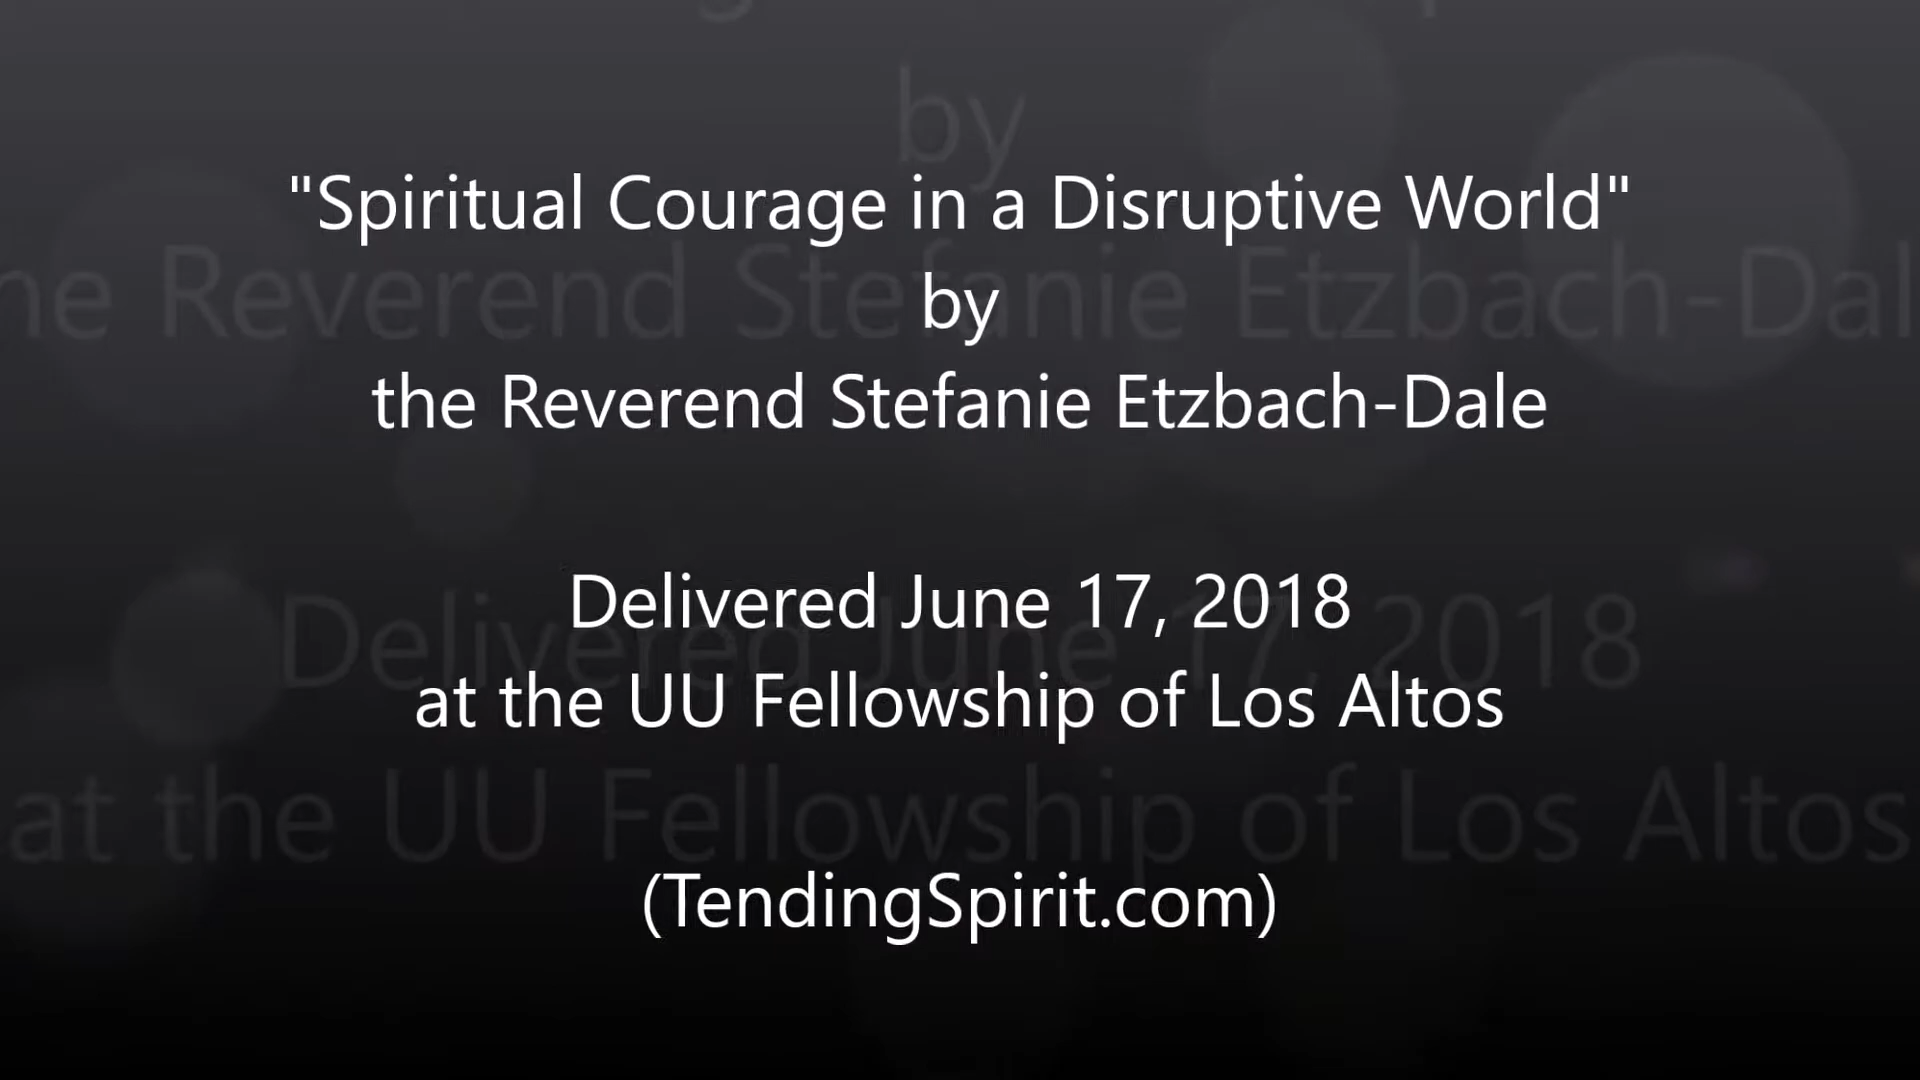 "Spiritual Courage in a Disruptive World"
by
the Reverend Stefanie Etzbach-Dale
Delivered June 17, 2018
at the UU Fellowship of Los Altos
(TendingSpirit.com)